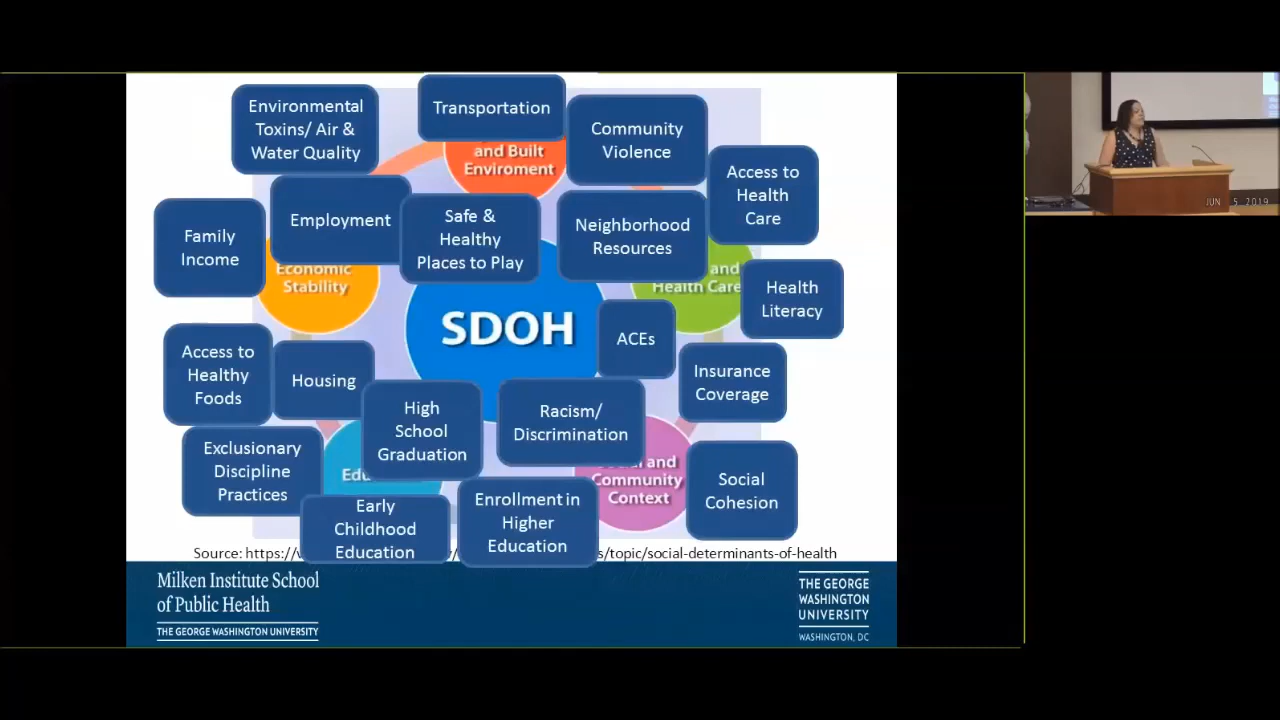 Environmental
Toxins/ Air &
Water Quality
Transportation
Community
Violence
and Built
Enviroment
Access to
Health
Care
Family
Income
Employment
Safe &
Healthy
Places to Play
Neighborhood
Resources
Economic
Stability
and
Health Care
Health
Literacy
SDOH
ACEs
Access to
Healthy
Foods
Housing
Insurance
Coverage
High
School
Graduation
Racism/
Discrimination
Exclusionary
Discipline
Practices
Edu
and
Community
Context
Social
Cohesion
Early
Childhood
Education
Enrollment in
Higher
Education
Source: https://
s/topic/social-determinants-of-health
Milken Institute School
of Public Health
THE GEORGE WASHINGTON UNIVERSITY
THE GEORGE
WASHINGTON
UNIVERSITY
WASHINGTON, DC
JUN 5 2019